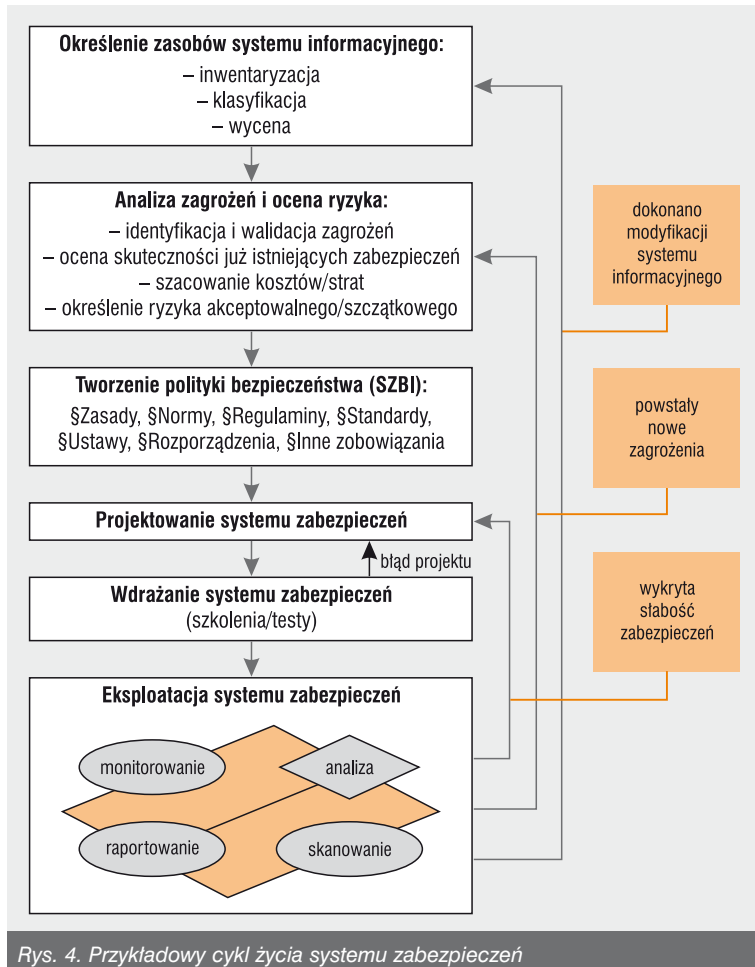 Określenie zasobów systemu informacyjnego:
– inwentaryzacja
– klasyfikacja
– wycena
Analiza zagrożeń i ocena ryzyka:
– identyfikacja i walidacja zagrożeń
– ocena skuteczności już istniejących zabezpieczeń
– szacowanie kosztów/strat
– określenie ryzyka akceptowalnego/szczątkowego
Tworzenie polityki bezpieczeństwa (SZBI):
§Zasady, §Normy, §Regulaminy, §Standardy,
§Ustawy, §Rozporządzenia, §Inne zobowiązania
Projektowanie systemu zabezpieczeń
błąd projektu
Wdrażanie systemu zabezpieczeń
(szkolenia/testy)
Eksploatacja systemu zabezpieczeń
monitorowanie
analiza
raportowanie
skanowanie
dokonano
modyfikacji
systemu
informacyjnego
powstały
nowe
zagrożenia
wykryta
słabość
zabezpieczeń
Rys. 4. Przykładowy cykl życia systemu zabezpieczeń